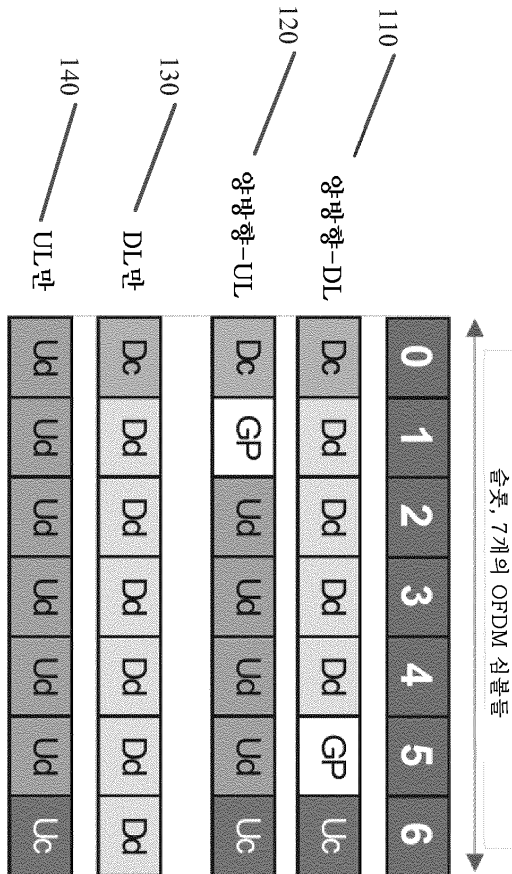 슬롯, 7개의 OFDM 심볼들
0 1 2 3 4 5 6
110
양방향-DL Dc Dd Dd Dd Dd GP Uc
120
양방향-UL Dc GP Ud Ud Ud Ud Uc
130
DL만 Dc Dd Dd Dd Dd Dd Dd
140
UL만 Ud Ud Ud Ud Ud Ud Uc